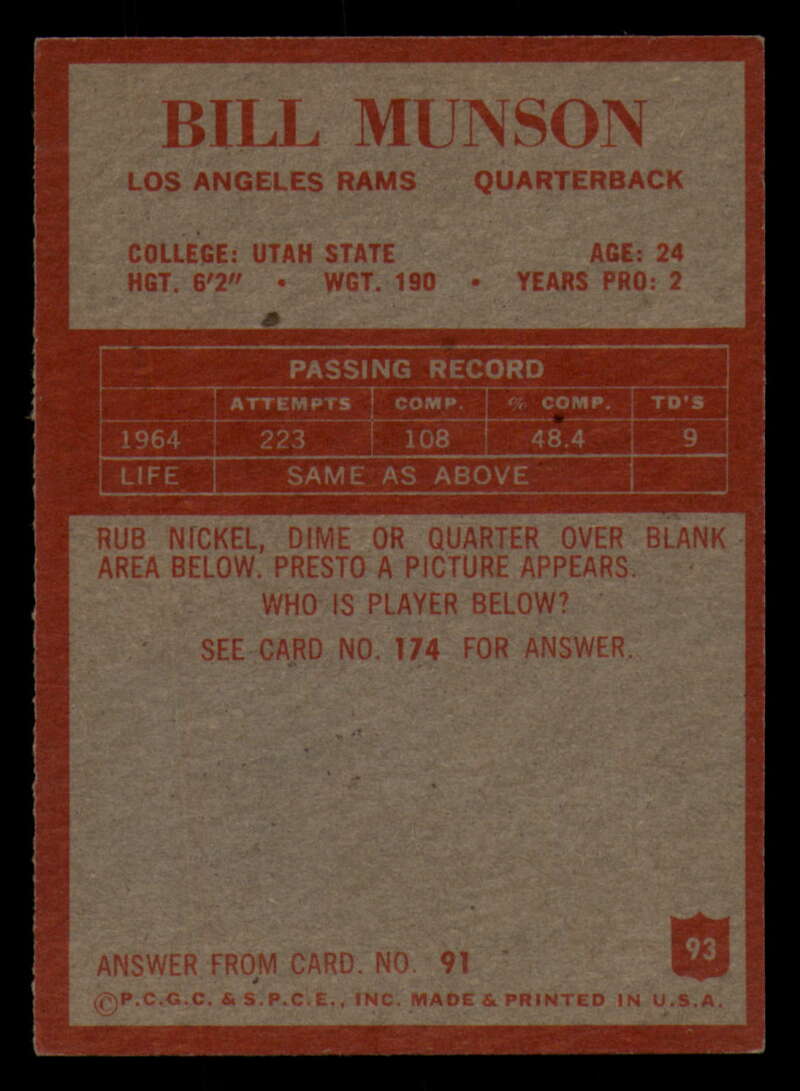 BILL MUNSON
LOS ANGELES RAMS QUARTERBACK
COLLEGE: UTAH STATE AGE: 24
HGT. 6'2" • WGT. 190 • YEARS PRO: 2
PASSING RECORD
ATTEMPTS COMP. % COMP. TD'S
1964 223 108 48.4 9
LIFE SAME AS ABOVE
RUB NICKEL, DIME OR QUARTER OVER BLANK
AREA BELOW. PRESTO A PICTURE APPEARS.
WHO IS PLAYER BELOW?
SEE CARD NO. 174 FOR ANSWER.
93
ANSWER FROM CARD. NO. 91
©P.C.G.C. & S.P.C.E., INC. MADE & PRINTED IN U.S.A.